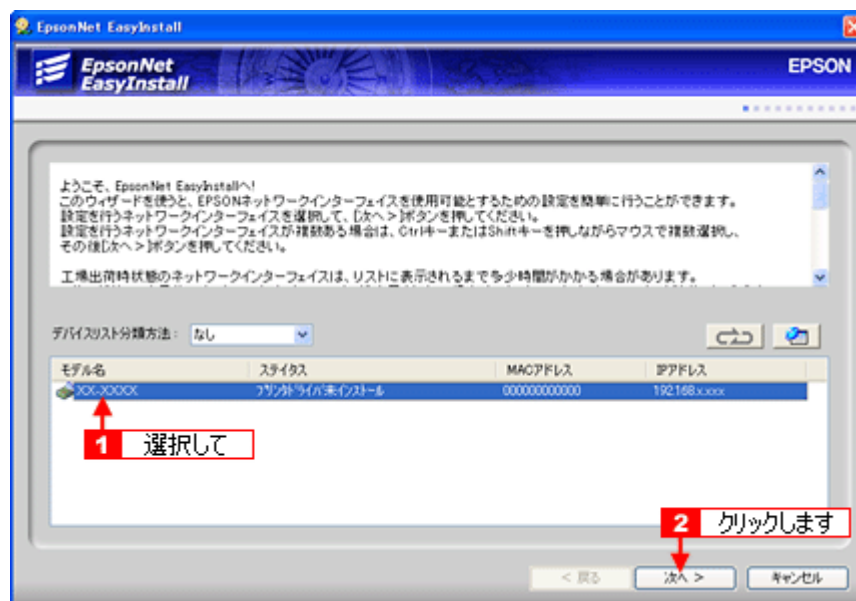 EpsonNet EasyInstall
EpsonNet
EasyInstall
EPSON
ようこそ、EpsonNet EasyInstallへ!
このウィザードを使うと、EPSONネットワークインターフェイスを使用可能とするための設定を簡単に行うことができます。
設定を行うネットワークインターフェイスを選択して、[次へ >]ボタンを押してください。
設定を行うネットワークインターフェイスが複数ある場合は、CtrlキーまたはShiftキーを押しながらマウスで複数選択し、
その後[次へ >]ボタンを押してください。
工場出荷時状態のネットワークインターフェイスは、リストに表示されるまで多少時間がかかる場合があります。
デバイスリスト分類方法: なし
モデル名 ステイタス MACアドレス IPアドレス
XX-XXXXX プリンタドライバ未インストール 000000000000 192.168.x.xxx
1 選択して
2 クリックします
< 戻る 次へ > キャンセル